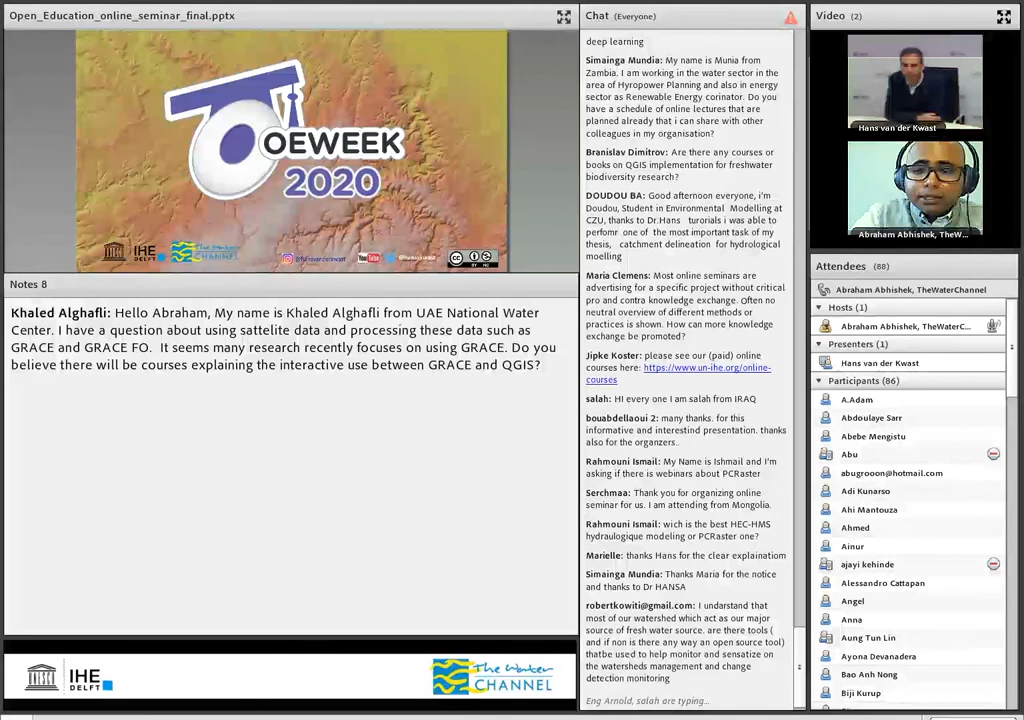 Open_Education_online_seminar_final.pptx
OEWEEK
2020
IHE
DELFT
The Water
CHANNEL
Notes 8
Khaled Alghafli: Hello Abraham, My name is Khaled Alghafli from UAE National Water
Center. I have a question about using sattelite data and processing these data such as
GRACE and GRACE FO.  It seems many research recently focuses on using GRACE. Do you
believe there will be courses explaining the interactive use between GRACE and QGIS?
IHE
DELFT
The Water
CHANNEL
Chat (Everyone)
deep learning
Simainga Mundia: My name is Munia from
Zambia. I am working in the water sector in the
area of Hyropower Planning and also in energy
sector as Renewable Energy corinator. Do you
have a schedule of online lectures that are
planned already that i can share with other
colleagues in my organisation?
Branislav Dimitrov: Are there any courses or
books on QGIS implementation for freshwater
biodiversity research?
DOUDOU BA: Good afternoon everyone, i'm
Doudou, Student in Environmental  Modelling at
CZU, thanks to Dr.Hans  turorials i was able to
perfomr  one of  the most important task of my
thesis,  catchment delineation  for hydrological
moelling
Maria Clemens: Most online seminars are
advertising for a specific project without critical
pro and contra knowledge exchange. Often no
neutral overview of different methods or
practices is shown. How can more knowledge
exchange be promoted?
Jipke Koster: please see our (paid) online
courses here: https://www.un-ihe.org/online-
courses
salah: HI every one I am salah from IRAQ
bouabdellaoui 2: many thanks. for this
informative and interestind presentation. thanks
also for the organzers..
Rahmouni Ismail: My Name is Ishmail and I'm
asking if there is webinars about PCRaster
Serchmaa: Thank you for organizing online
seminar for us. I am attending from Mongolia.
Rahmouni Ismail: wich is the best HEC-HMS
hydraulogique modeling or PCRaster one?
Marielle: thanks Hans for the clear explainatiom
Simainga Mundia: Thanks Maria for the notice
and thanks to Dr HANSA
robertkowiti@gmail.com: I undarstand that
most of our watershed which act as our major
source of fresh water source. are there tools (
and if non is there any way an open source tool)
thatbe used to help monitor and sensatize on
the watersheds management and change
detection monitoring
Eng Arnold, salah are typing...
Video (2)
Hans van der Kwast
Abraham Abhishek, TheW...
Attendees (88)
Abraham Abhishek, TheWaterChannel
Hosts (1)
Abraham Abhishek, TheWaterC...
Presenters (1)
Hans van der Kwast
Participants (86)
A.Adam
Abdoulaye Sarr
Abebe Mengistu
Abu
abugrooon@hotmail.com
Adi Kunarso
Ahi Mantouza
Ahmed
Ainur
ajayi kehinde
Alessandro Cattapan
Angel
Anna
Aung Tun Lin
Ayona Devanadera
Bao Anh Nong
Biji Kurup